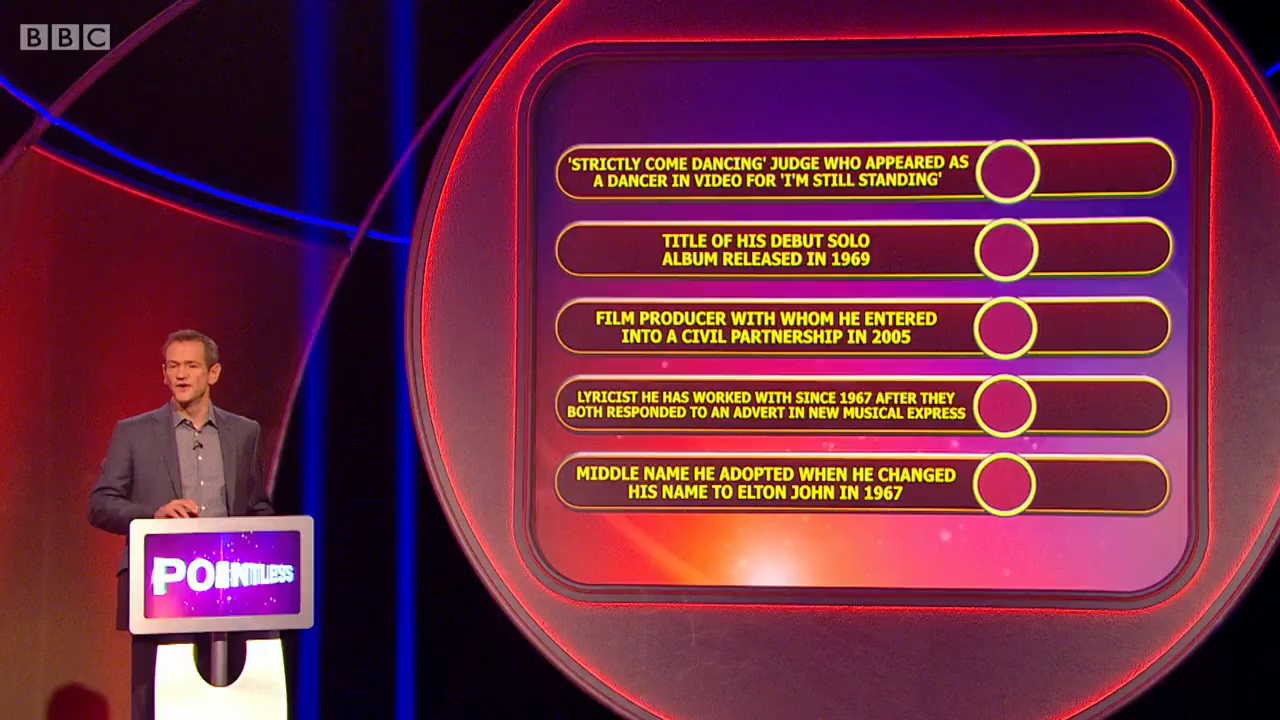 BBC
'STRICTLY COME DANCING' JUDGE WHO APPEARED AS
A DANCER IN VIDEO FOR 'I'M STILL STANDING'
TITLE OF HIS DEBUT SOLO
ALBUM RELEASED IN 1969
FILM PRODUCER WITH WHOM HE ENTERED
INTO A CIVIL PARTNERSHIP IN 2005
LYRICIST HE HAS WORKED WITH SINCE 1967 AFTER THEY
BOTH RESPONDED TO AN ADVERT IN NEW MUSICAL EXPRESS
MIDDLE NAME HE ADOPTED WHEN HE CHANGED
HIS NAME TO ELTON JOHN IN 1967
POINTLESS